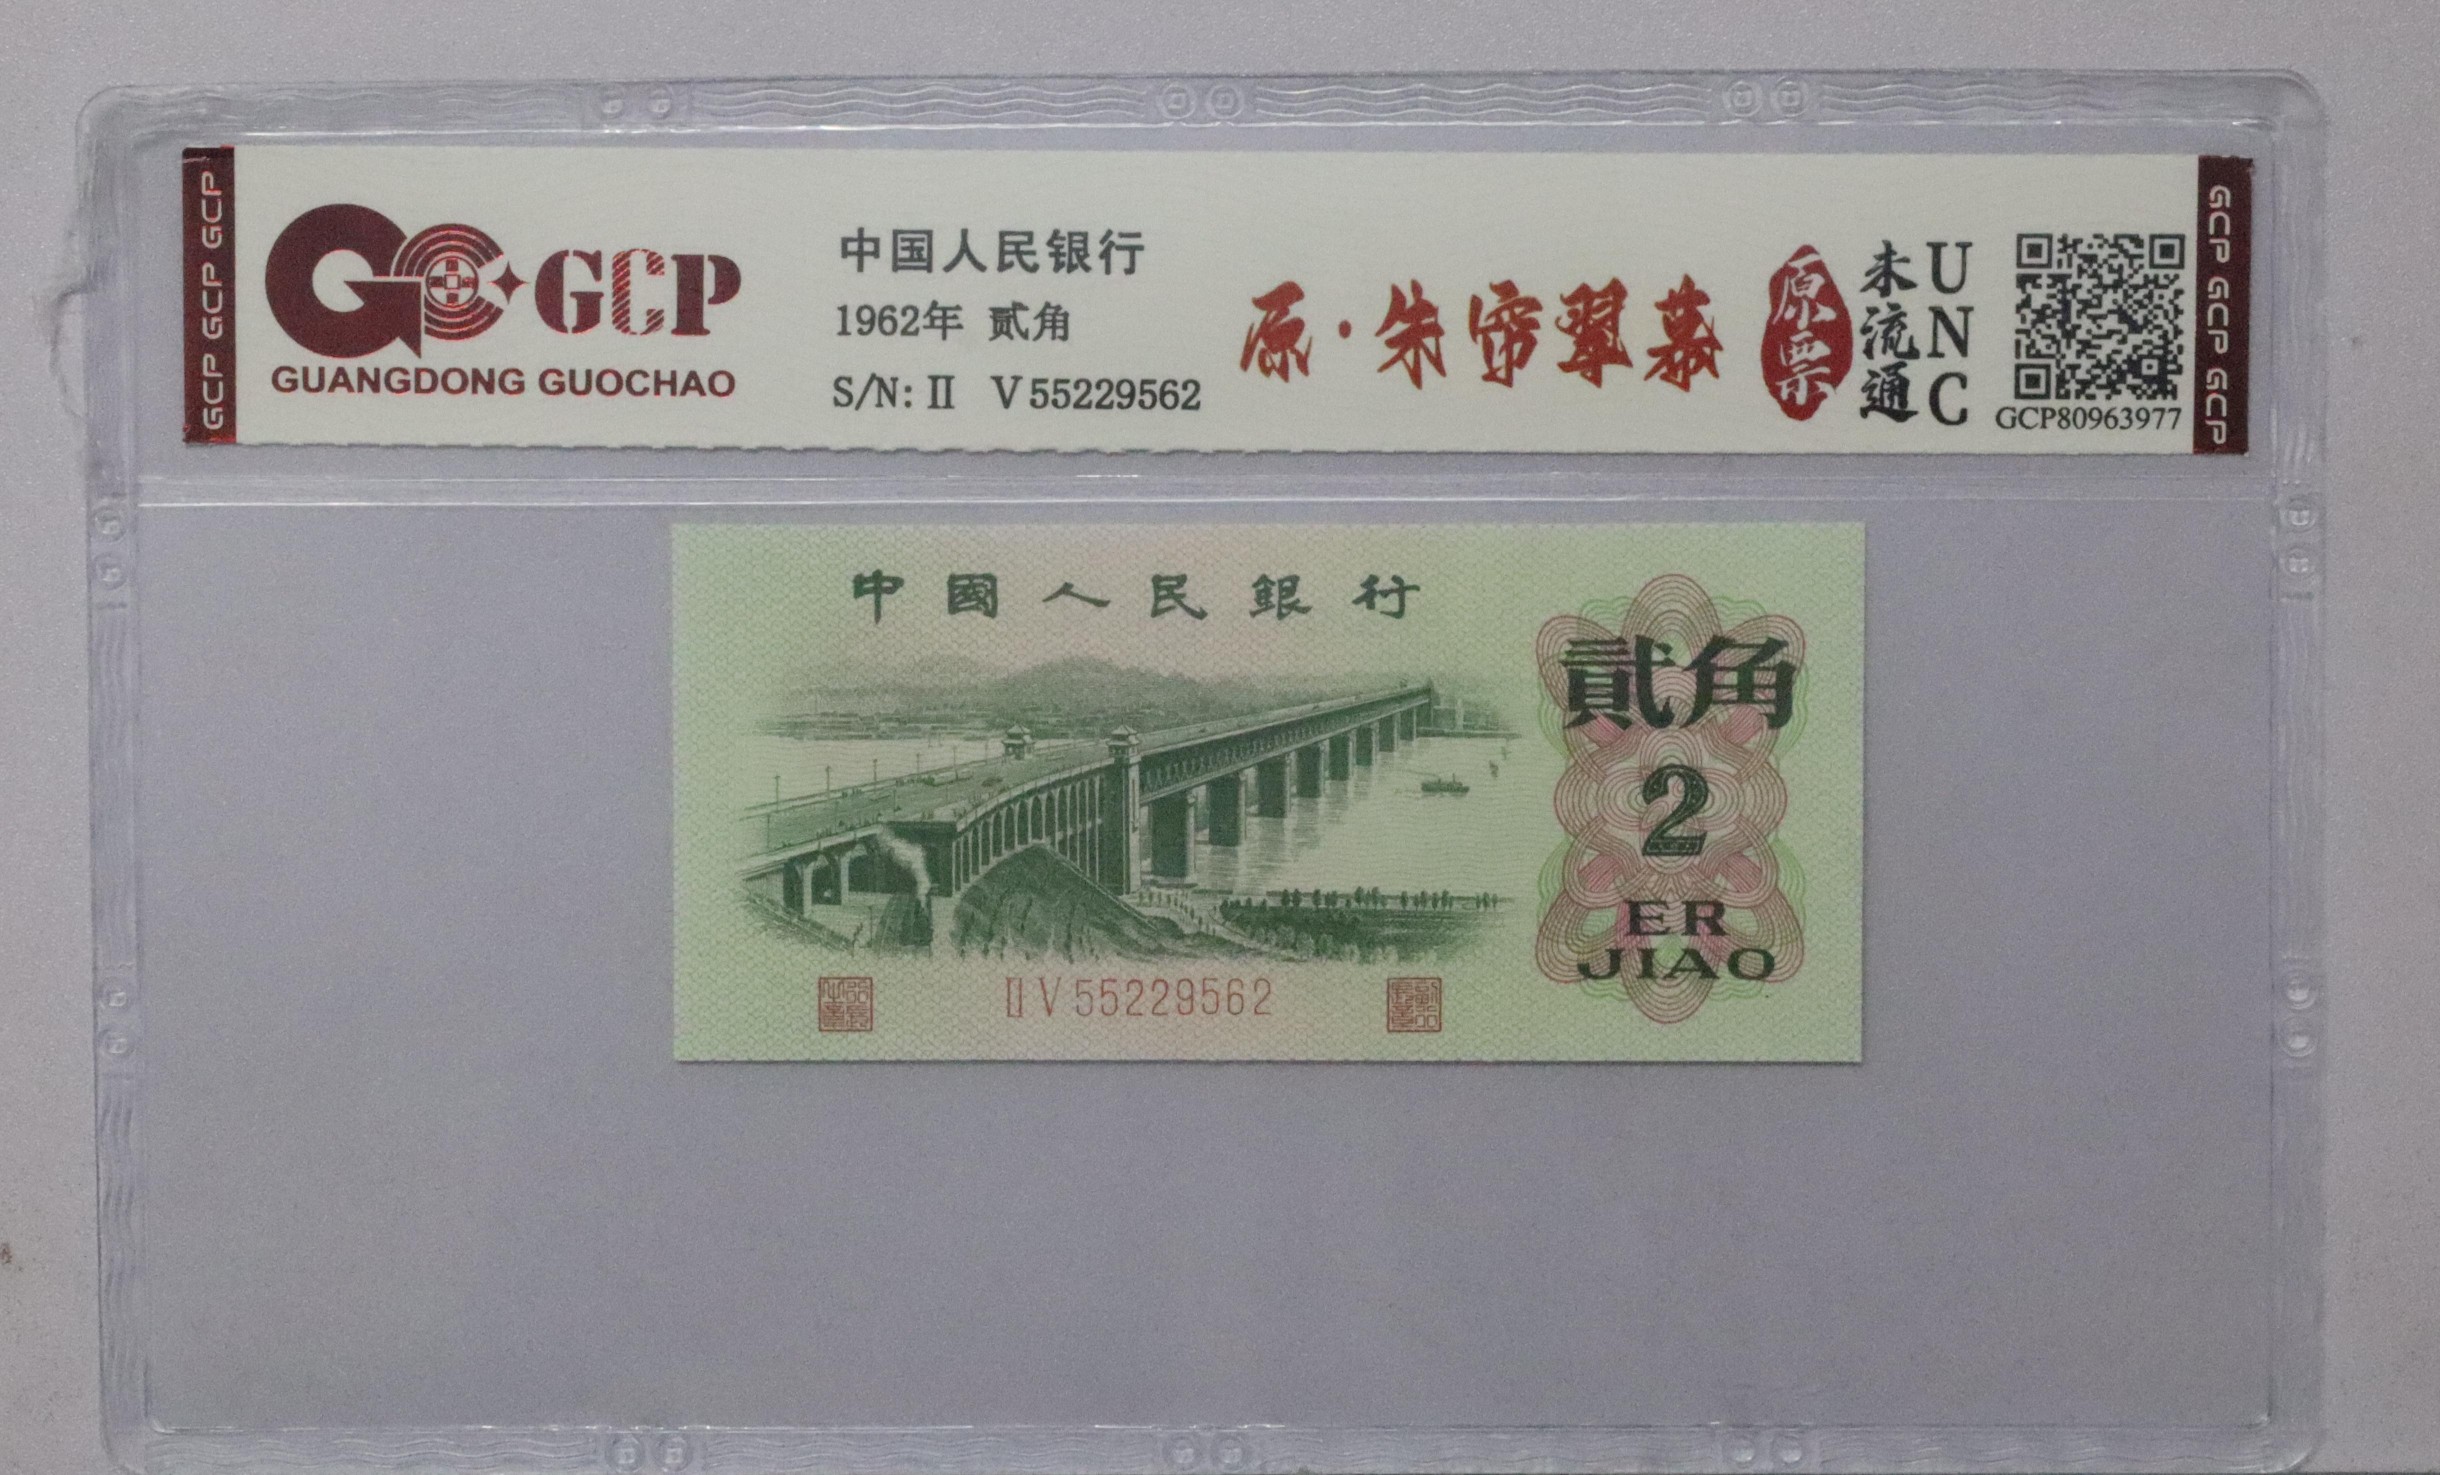 GCP GCP GCP
GCP
GUANGDONG GUOCHAO
中国人民银行
1962年 贰角
S/N: II V55229562
原·朱帘翠幕
原票
未流通
UNC
GCP80963977
GCP GCP GCP
中國人民銀行
貳角
2
ER
JIAO
II V 55229562